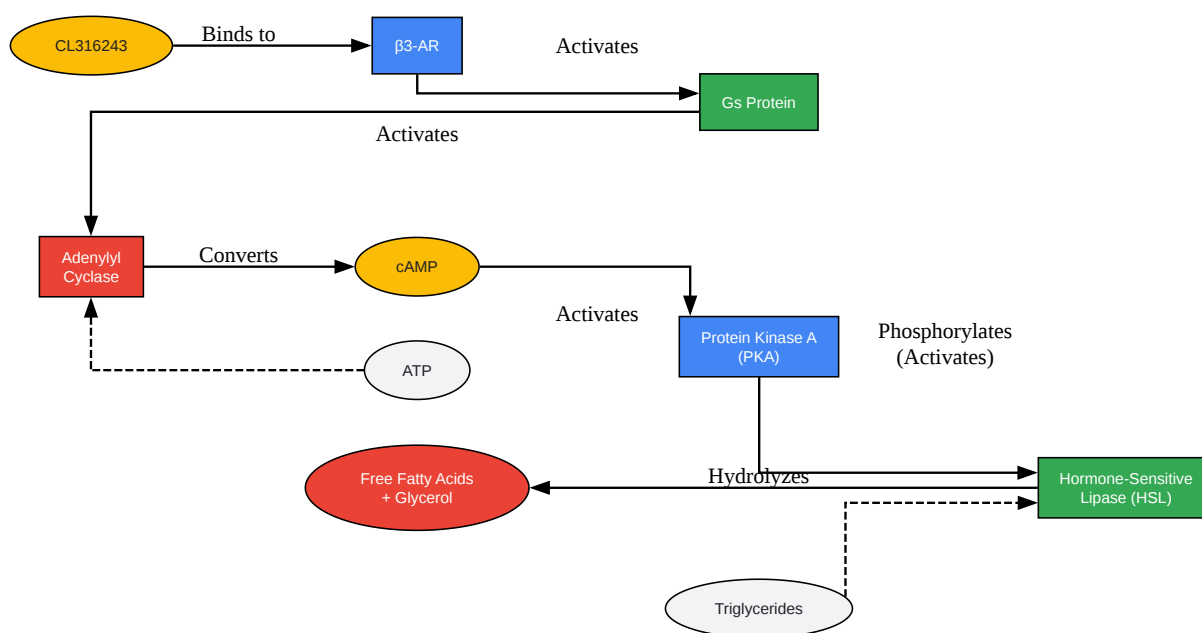 CL316243
Binds to
β3-AR
Activates
Gs Protein
Activates
Adenylyl
Cyclase
Converts
cAMP
Activates
Protein Kinase A
(PKA)
Phosphorylates
(Activates)
ATP
Free Fatty Acids
+ Glycerol
Hydrolyzes
Hormone-Sensitive
Lipase (HSL)
Triglycerides